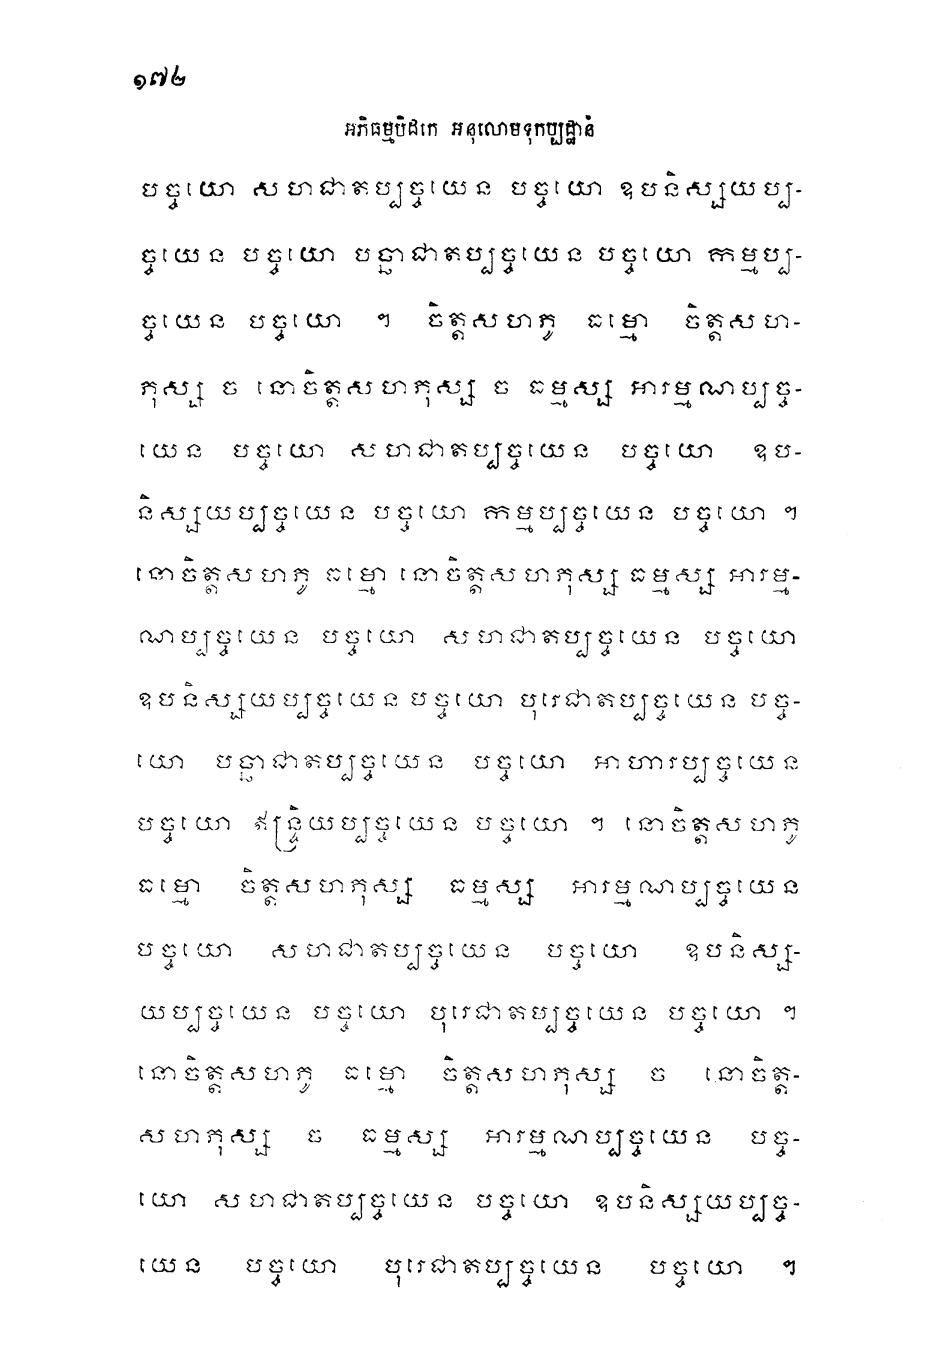 ១៧២
អភិធម្មបិដកេ អនុលោមទុកប្បដ្ឋានំ
បច្ចយោ សហជាតប្បច្ចយេន បច្ចយោ ឧបនិស្សយប្ប-
ច្ចយេន បច្ចយោ បច្ឆាជាតប្បច្ចយេន បច្ចយោ កម្មប្ប-
ច្ចយេន បច្ចយោ ។ ចិត្តសហភូ ធម្មោ ចិត្តសហ-
ភុស្ស ច នោចិត្តសហភុស្ស ច ធម្មស្ស អារម្មណប្បច្ច-
យេន បច្ចយោ សហជាតប្បច្ចយេន បច្ចយោ ឧប-
និស្សយប្បច្ចយេន បច្ចយោ កម្មប្បច្ចយេន បច្ចយោ ។
នោចិត្តសហភូ ធម្មោ នោចិត្តសហភុស្ស ធម្មស្ស អារម្ម-
ណប្បច្ចយេន បច្ចយោ សហជាតប្បច្ចយេន បច្ចយោ
ឧបនិស្សយប្បច្ចយេន បច្ចយោ បុរេជាតប្បច្ចយេន បច្ច-
យោ បច្ឆាជាតប្បច្ចយេន បច្ចយោ អាហារប្បច្ចយេន
បច្ចយោ ឥន្ទ្រិយប្បច្ចយេន បច្ចយោ ។ នោចិត្តសហភូ
ធម្មោ ចិត្តសហភុស្ស ធម្មស្ស អារម្មណប្បច្ចយេន
បច្ចយោ សហជាតប្បច្ចយេន បច្ចយោ ឧបនិស្ស-
យប្បច្ចយេន បច្ចយោ បុរេជាតប្បច្ចយេន បច្ចយោ ។
នោចិត្តសហភូ ធម្មោ ចិត្តសហភុស្ស ច នោចិត្ត-
សហភុស្ស ច ធម្មស្ស អារម្មណប្បច្ចយេន បច្ច-
យោ សហជាតប្បច្ចយេន បច្ចយោ ឧបនិស្សយប្បច្ច-
យេន បច្ចយោ បុរេជាតប្បច្ចយេន បច្ចយោ ។